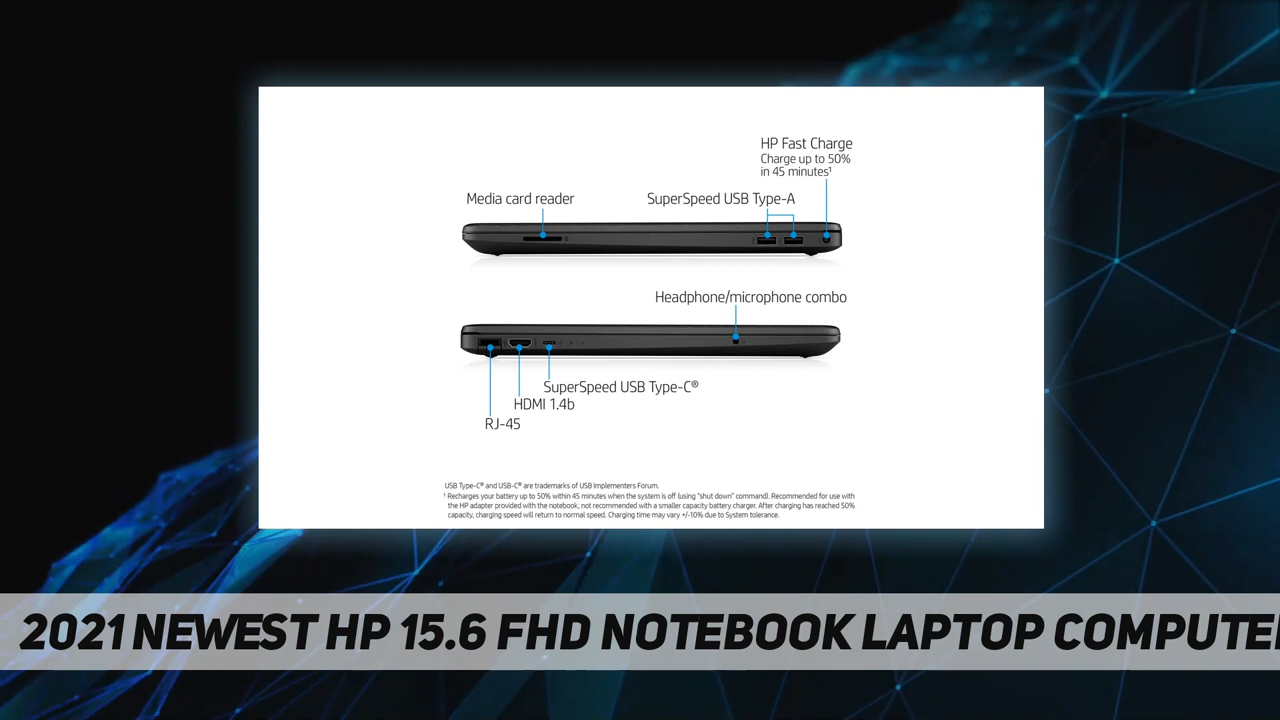 HP Fast Charge
Charge up to 50%
in 45 minutes¹
Media card reader
SuperSpeed USB Type-A
Headphone/microphone combo
SuperSpeed USB Type-C®
HDMI 1.4b
RJ-45
USB Type-C® and USB-C® are trademarks of USB Implementers Forum.
¹ Recharges your battery up to 50% within 45 minutes when the system is off (using "shut down" command). Recommended for use with
the HP adapter provided with the notebook, not recommended with a smaller capacity battery charger. After charging has reached 50%
capacity, charging speed will return to normal speed. Charging time may vary +/-10% due to System tolerance.
2021 NEWEST HP 15.6 FHD NOTEBOOK LAPTOP COMPUTE